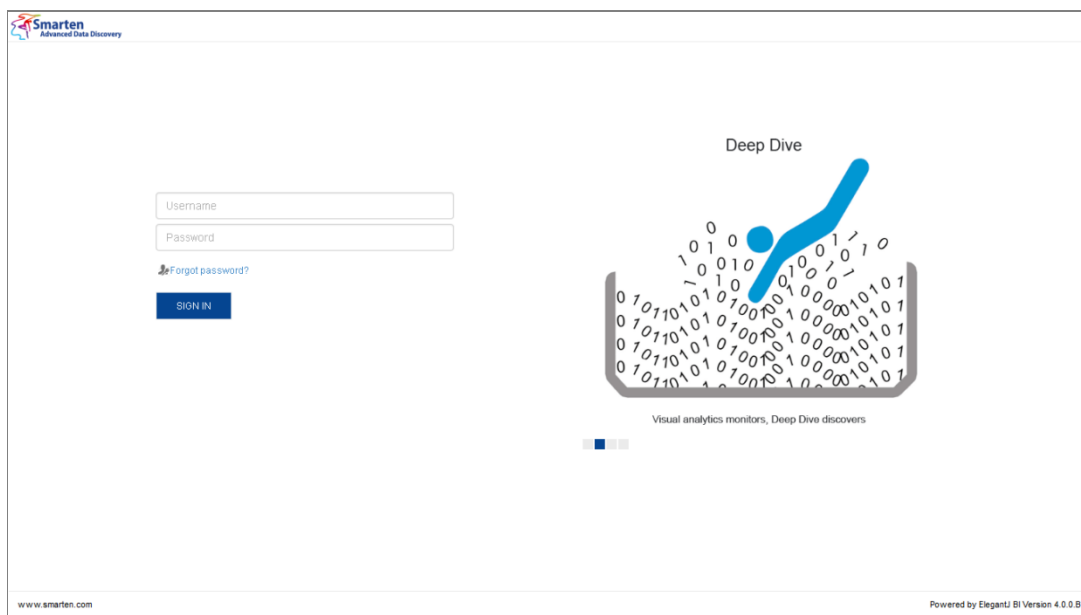 Smarten
Advanced Data Discovery
Username
Password
Forgot password?
SIGN IN
Deep Dive
Visual analytics monitors, Deep Dive discovers
www.smarten.com
Powered by ElegantJ BI Version 4.0.0.B